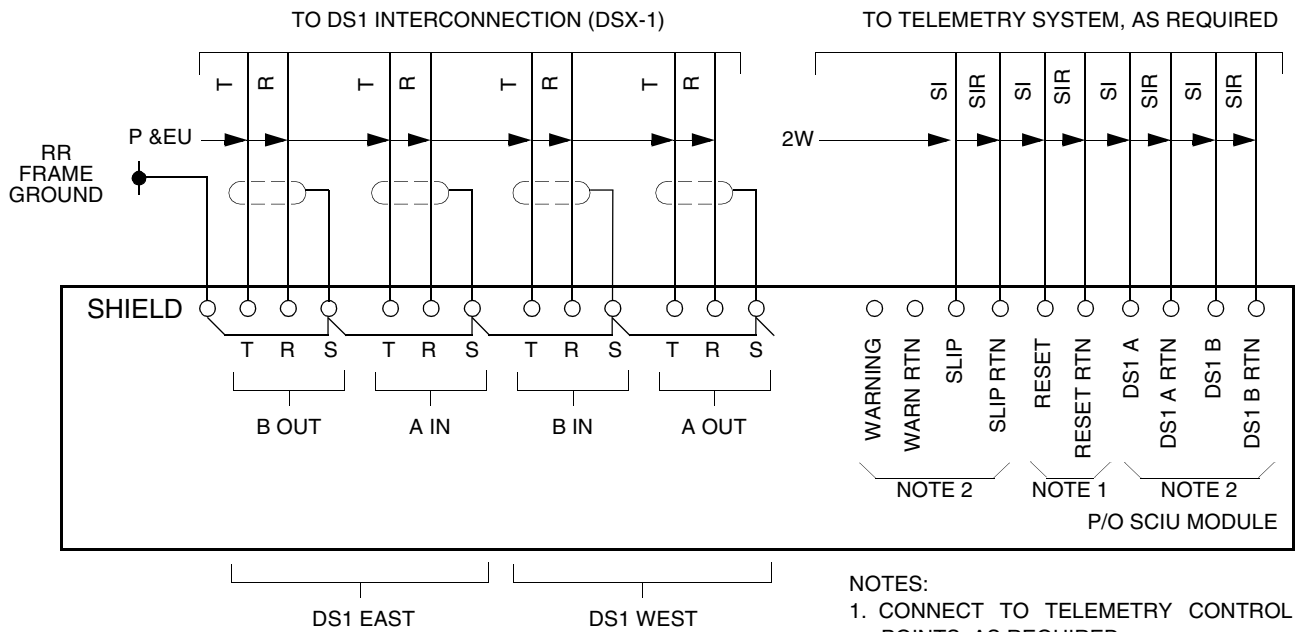 TO DS1 INTERCONNECTION (DSX-1)
TO TELEMETRY SYSTEM, AS REQUIRED
T R T R T R T R
SI SIR SI SIR SI SIR SI SIR
P &EU
2W
RR
FRAME
GROUND
SHIELD
T R S T R S T R S T R S
B OUT A IN B IN A OUT
WARNING
WARN RTN
SLIP
SLIP RTN
RESET
RESET RTN
DS1 A
DS1 A RTN
DS1 B
DS1 B RTN
NOTE 2 NOTE 1 NOTE 2
P/O SCIU MODULE
DS1 EAST DS1 WEST
NOTES:
1. CONNECT TO TELEMETRY CONTROL
POINTS, AS REQUIRED